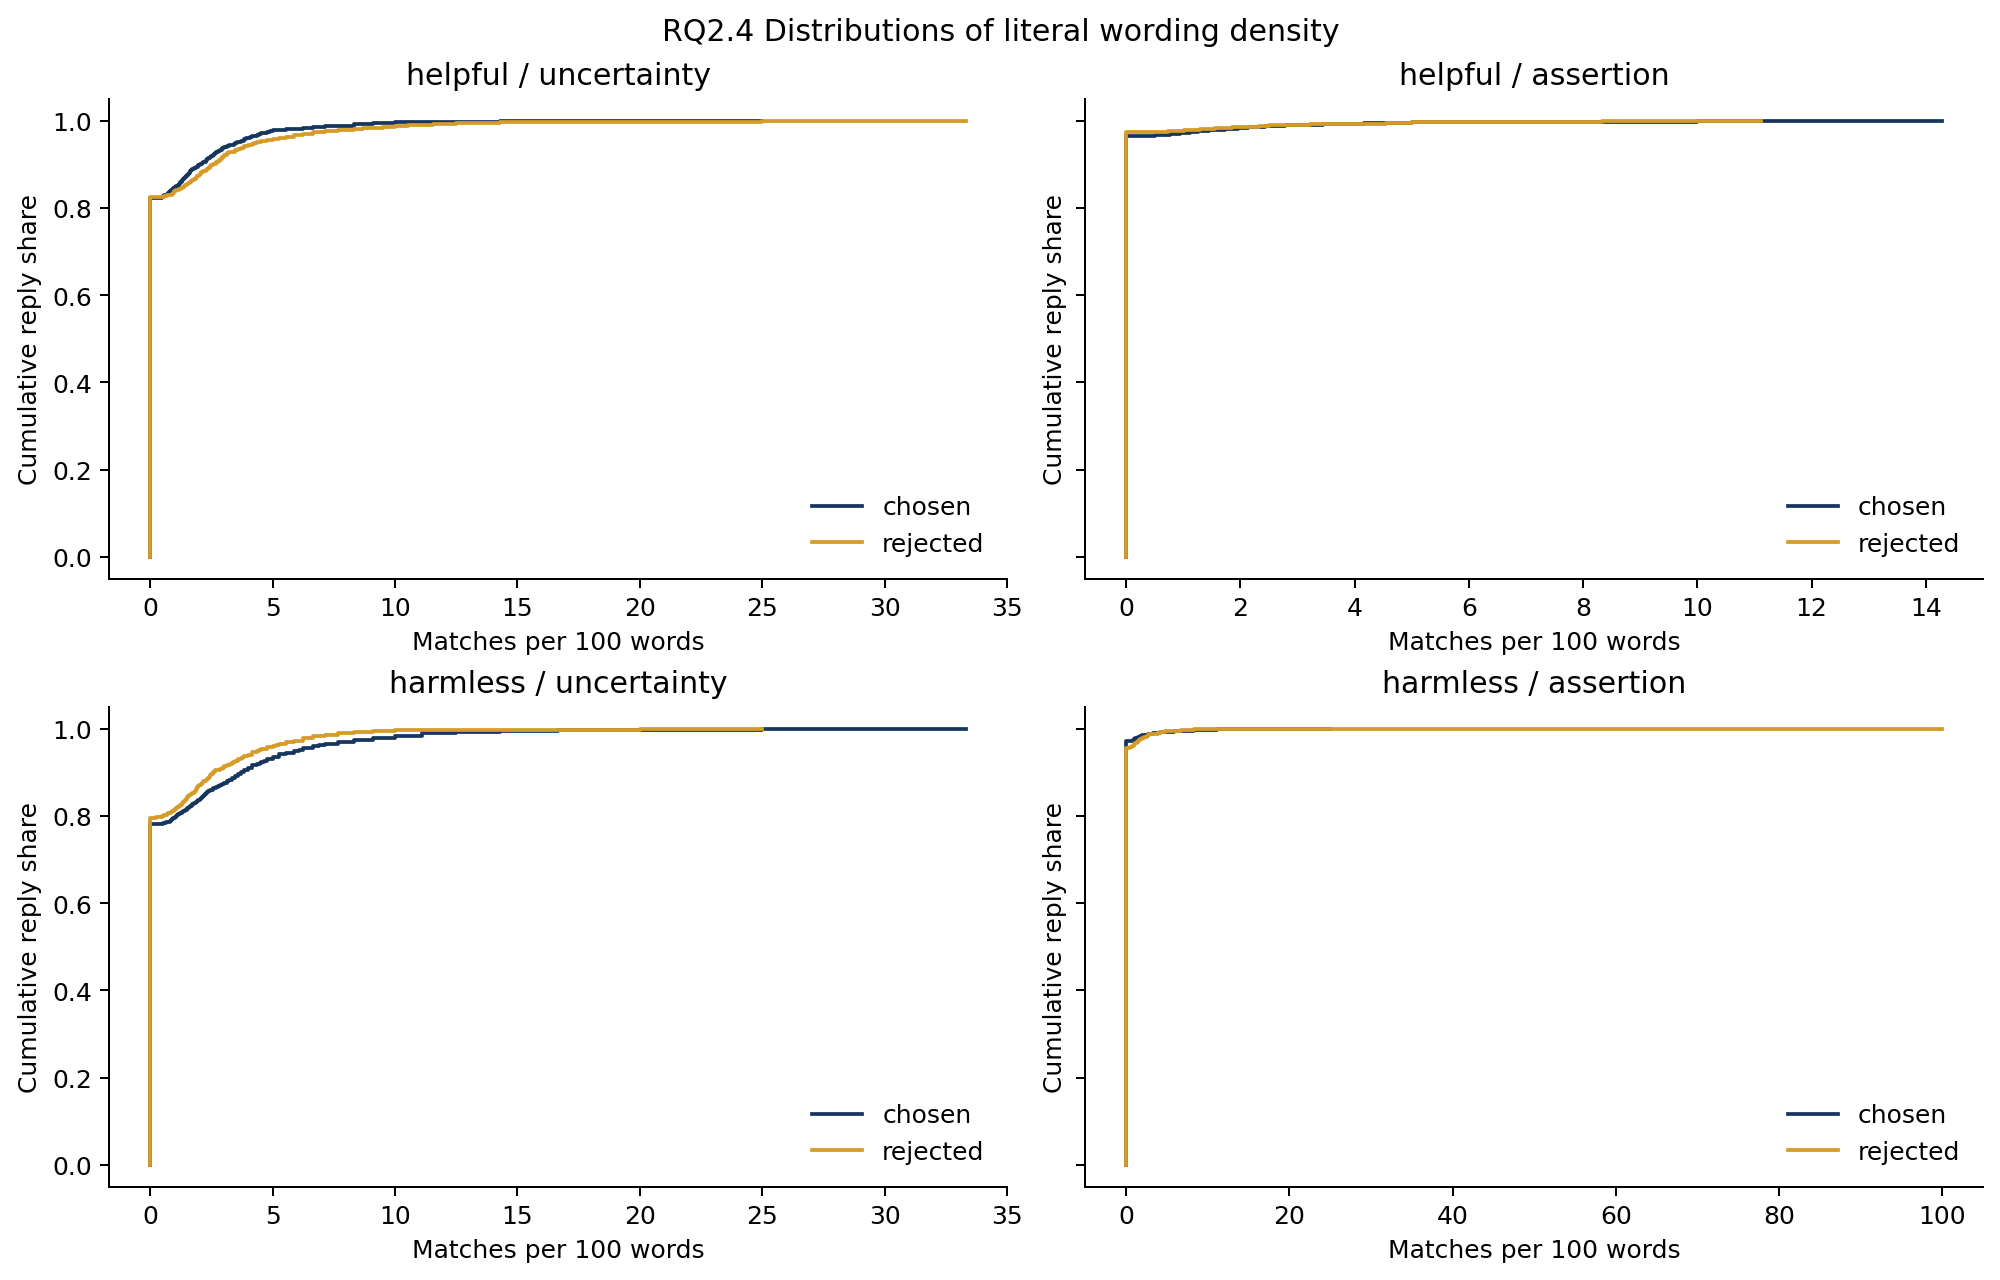 RQ2.4 Distributions of literal wording density
helpful / uncertainty
Cumulative reply share
1.0
0.8
0.6
0.4
0.2
0.0
chosen
rejected
0 5 10 15 20 25 30 35
Matches per 100 words
helpful / assertion
Cumulative reply share
chosen
rejected
0 2 4 6 8 10 12 14
Matches per 100 words
harmless / uncertainty
Cumulative reply share
1.0
0.8
0.6
0.4
0.2
0.0
chosen
rejected
0 5 10 15 20 25 30 35
Matches per 100 words
harmless / assertion
Cumulative reply share
chosen
rejected
0 20 40 60 80 100
Matches per 100 words